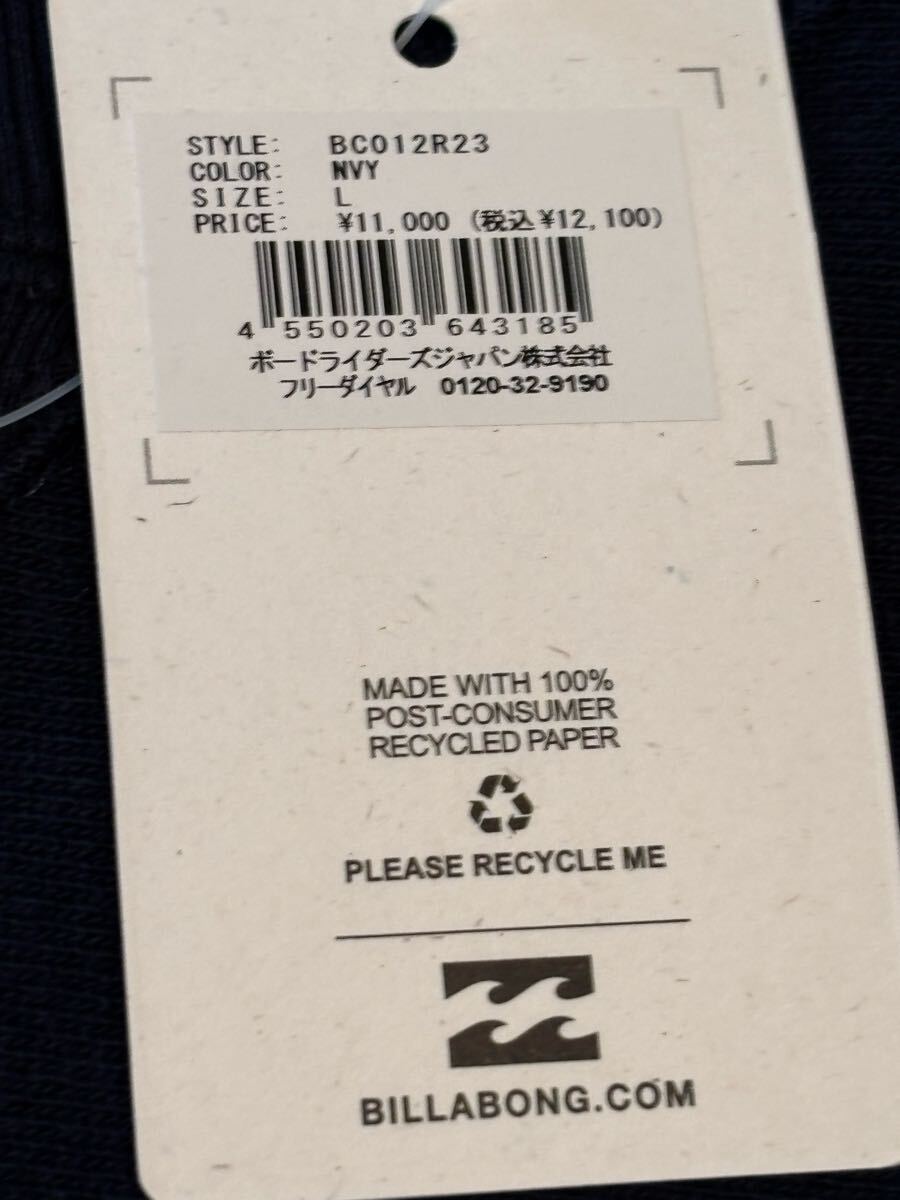 STYLE: BC012R23
COLOR: NVY
SIZE: L
PRICE: ¥11,000 (税込¥12,100)
4 550203 643185
ボードライダーズジャパン株式会社
フリーダイヤル 0120-32-9190
MADE WITH 100%
POST-CONSUMER
RECYCLED PAPER
PLEASE RECYCLE ME
BILLABONG.COM